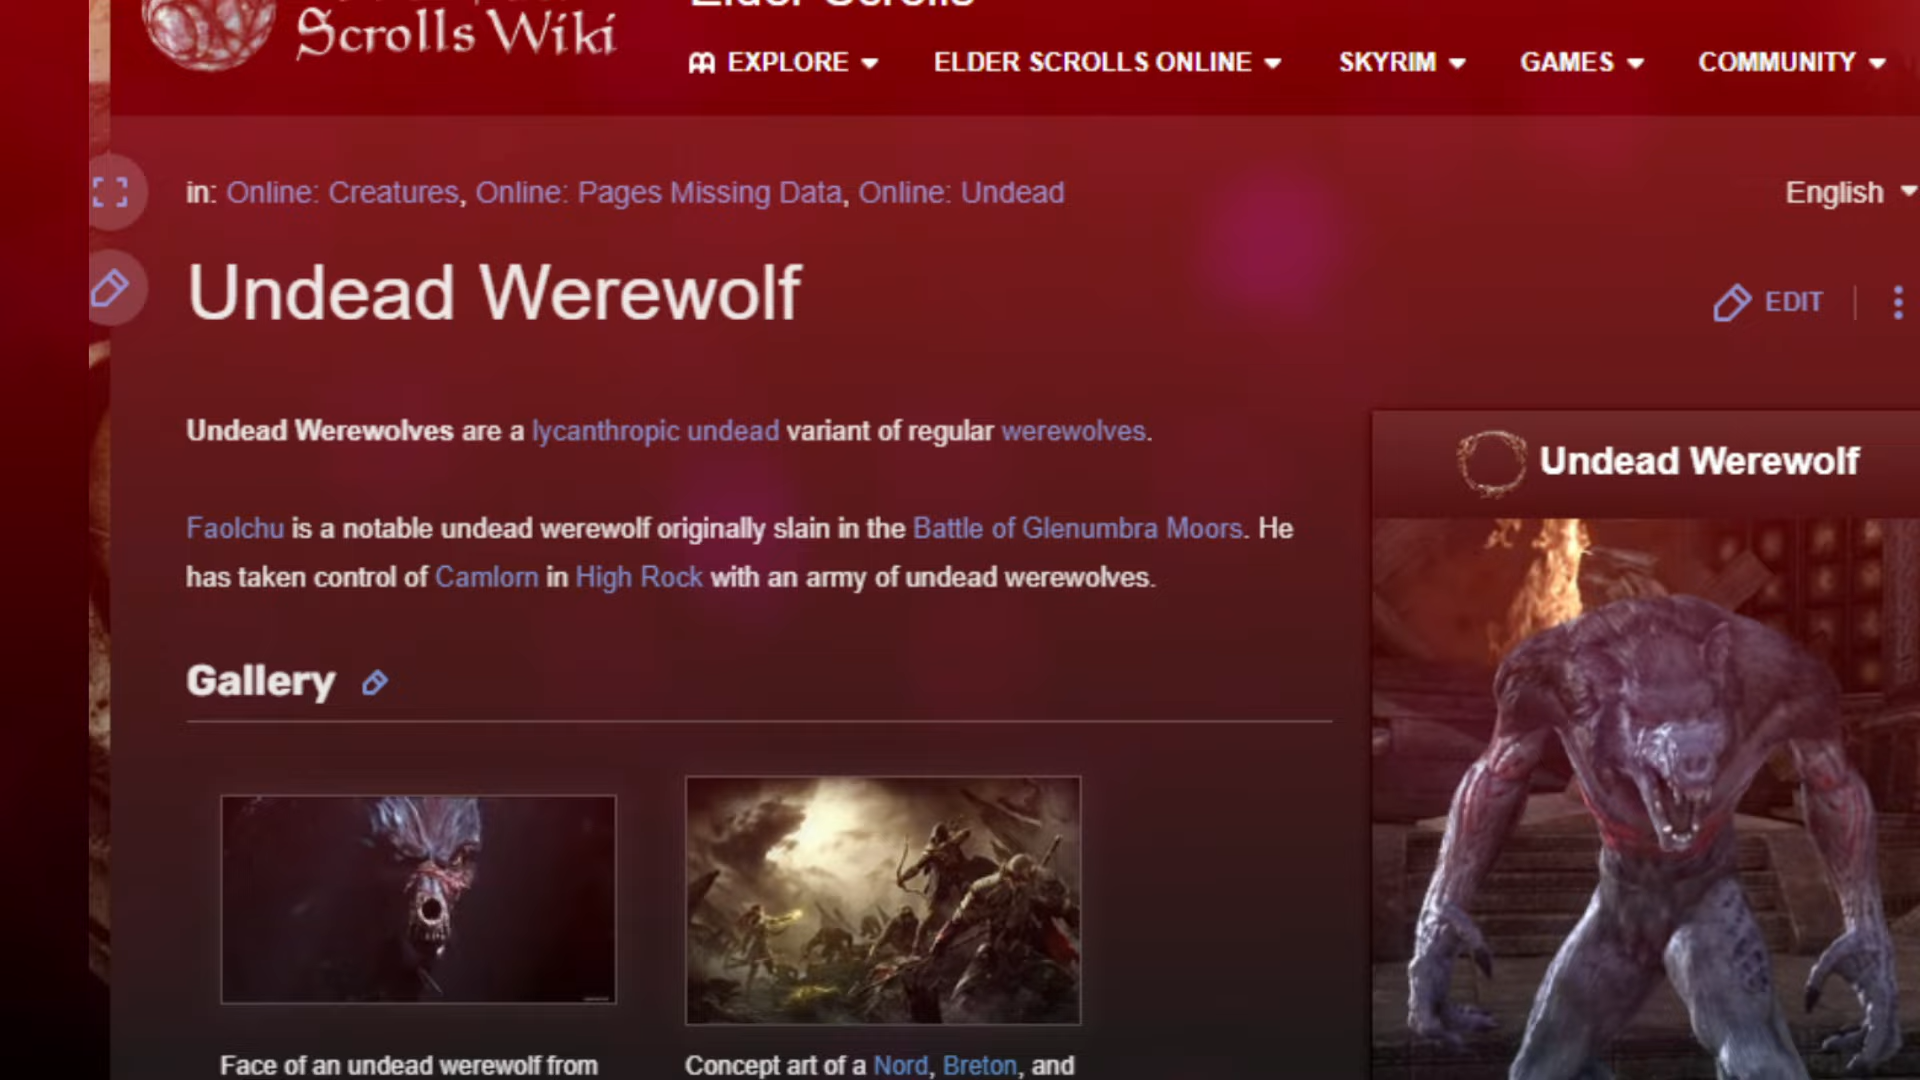 Elder Scrolls
Scrolls Wiki
EXPLORE
ELDER SCROLLS ONLINE
SKYRIM
GAMES
COMMUNITY
in: Online: Creatures, Online: Pages Missing Data, Online: Undead
English
Undead Werewolf
EDIT
Undead Werewolves are a lycanthropic undead variant of regular werewolves.
Undead Werewolf
Faolchu is a notable undead werewolf originally slain in the Battle of Glenumbra Moors. He
has taken control of Camlorn in High Rock with an army of undead werewolves.
Gallery
Face of an undead werewolf from
Concept art of a Nord, Breton, and